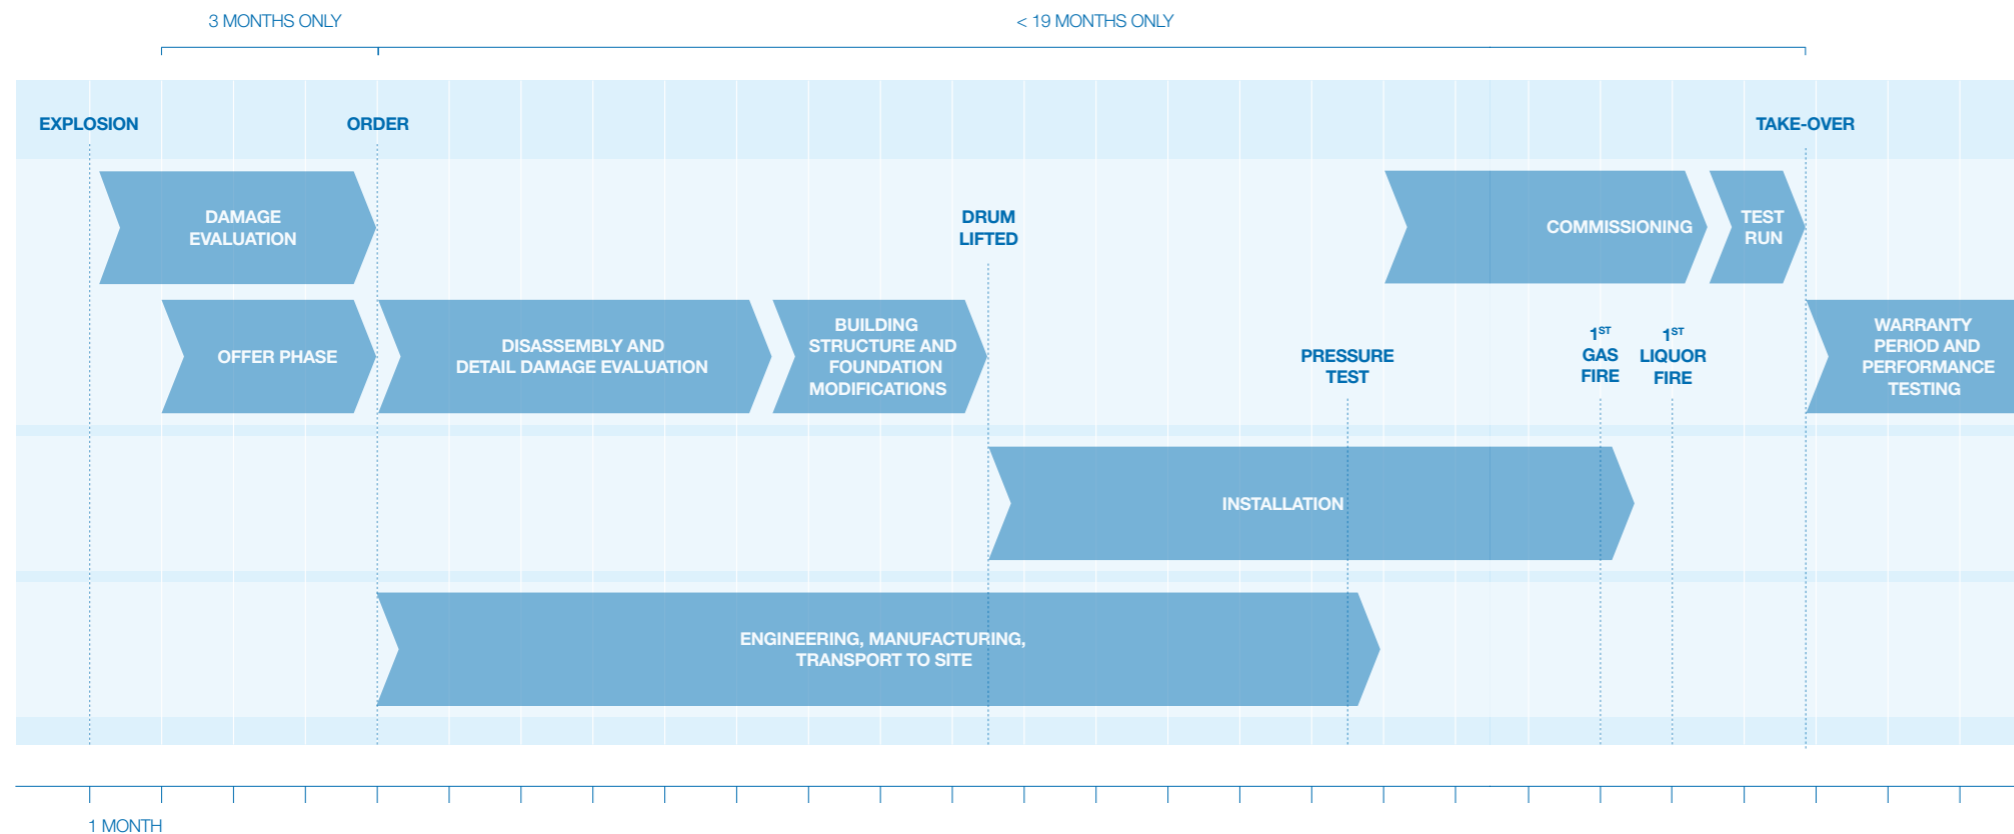 3 MONTHS ONLY
< 19 MONTHS ONLY
EXPLOSION
ORDER
TAKE-OVER
DAMAGE
EVALUATION
DRUM
LIFTED
COMMISSIONING
TEST
RUN
OFFER PHASE
DISASSEMBLY AND
DETAIL DAMAGE EVALUATION
BUILDING
STRUCTURE AND
FOUNDATION
MODIFICATIONS
PRESSURE
TEST
1ST
GAS
FIRE
1ST
LIQUOR
FIRE
WARRANTY
PERIOD AND
PERFORMANCE
TESTING
INSTALLATION
ENGINEERING, MANUFACTURING,
TRANSPORT TO SITE
1 MONTH